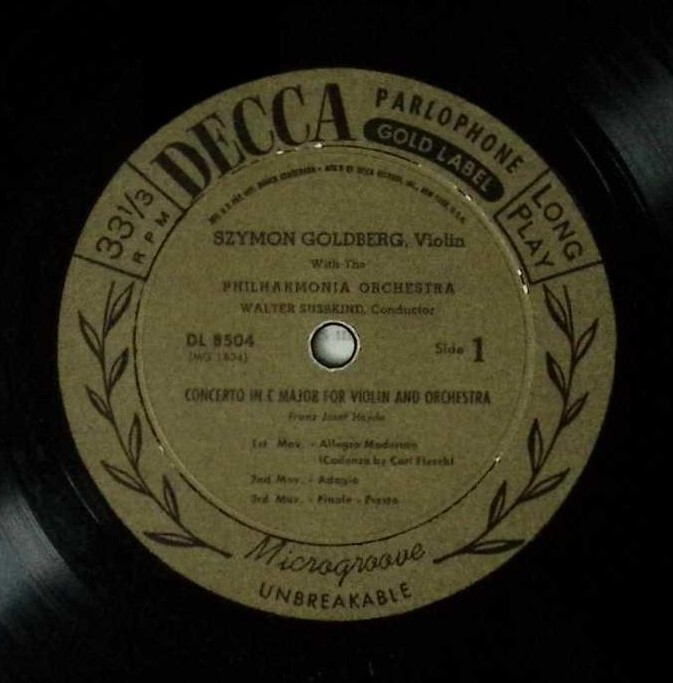 DECCA
PARLOPHONE
GOLD LABEL
33 1/3
RPM
LONG
PLAY
SZYMON GOLDBERG, Violin
With The
PHILHARMONIA ORCHESTRA
WALTER SUSSKIND, Conductor
DL 8504
Side 1
CONCERTO IN C MAJOR FOR VIOLIN AND ORCHESTRA
Franz Josef Haydn
1st Mov. - Allegro Moderato
(Cadenza by Carl Flesch)
2nd Mov. - Adagio
3rd Mov. - Finale - Presto
Microgroove
UNBREAKABLE